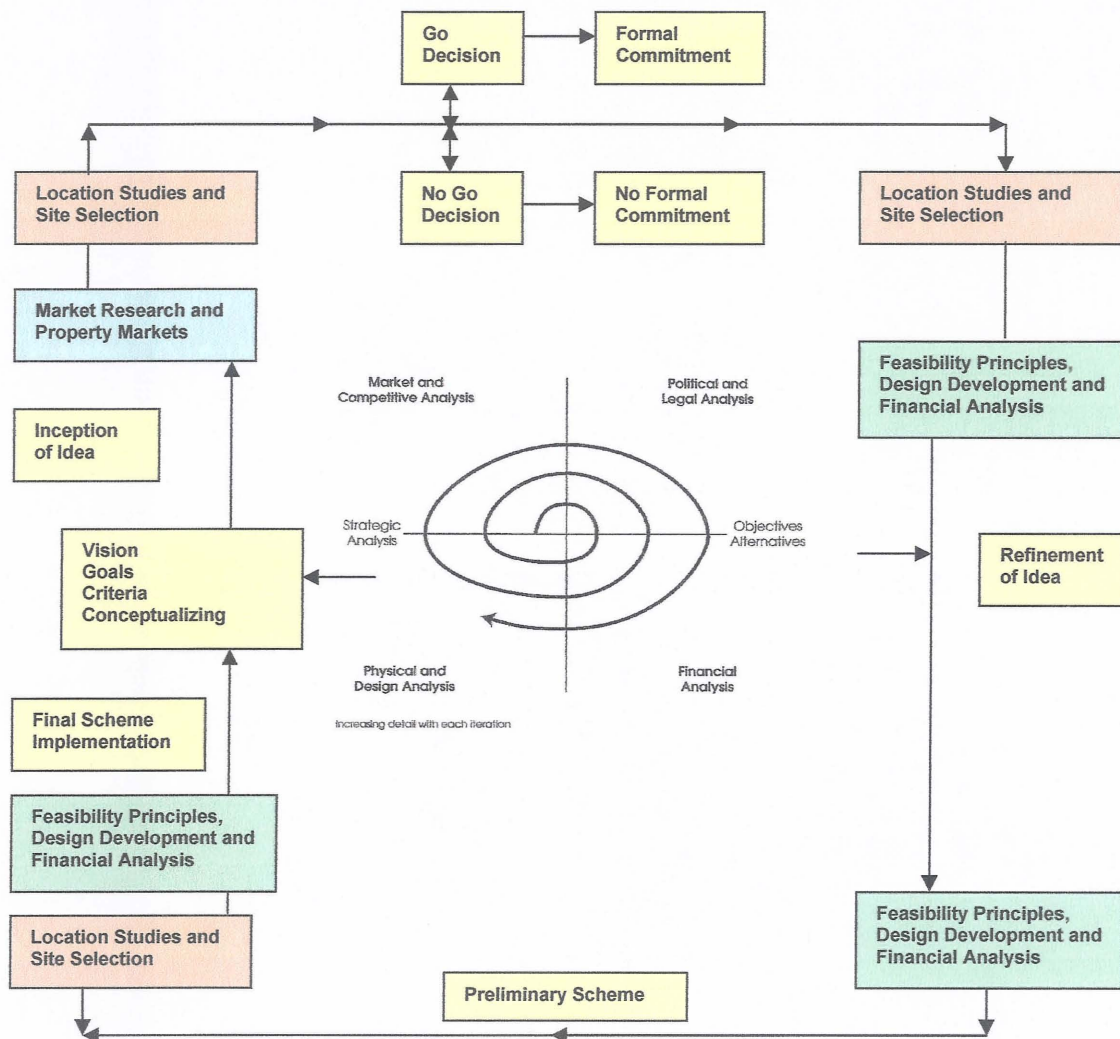 Go
Decision
Formal
Commitment
Location Studies and
Site Selection
No Go
Decision
No Formal
Commitment
Location Studies and
Site Selection
Market Research and
Property Markets
Feasibility Principles,
Design Development and
Financial Analysis
Market and
Competitive Analysis
Political and
Legal Analysis
Inception
of Idea
Strategic
Analysis
Objectives
Alternatives
Refinement
of Idea
Vision
Goals
Criteria
Conceptualizing
Physical and
Design Analysis
Financial
Analysis
Increasing detail with each iteration
Final Scheme
Implementation
Feasibility Principles,
Design Development and
Financial Analysis
Location Studies and
Site Selection
Feasibility Principles,
Design Development and
Financial Analysis
Preliminary Scheme